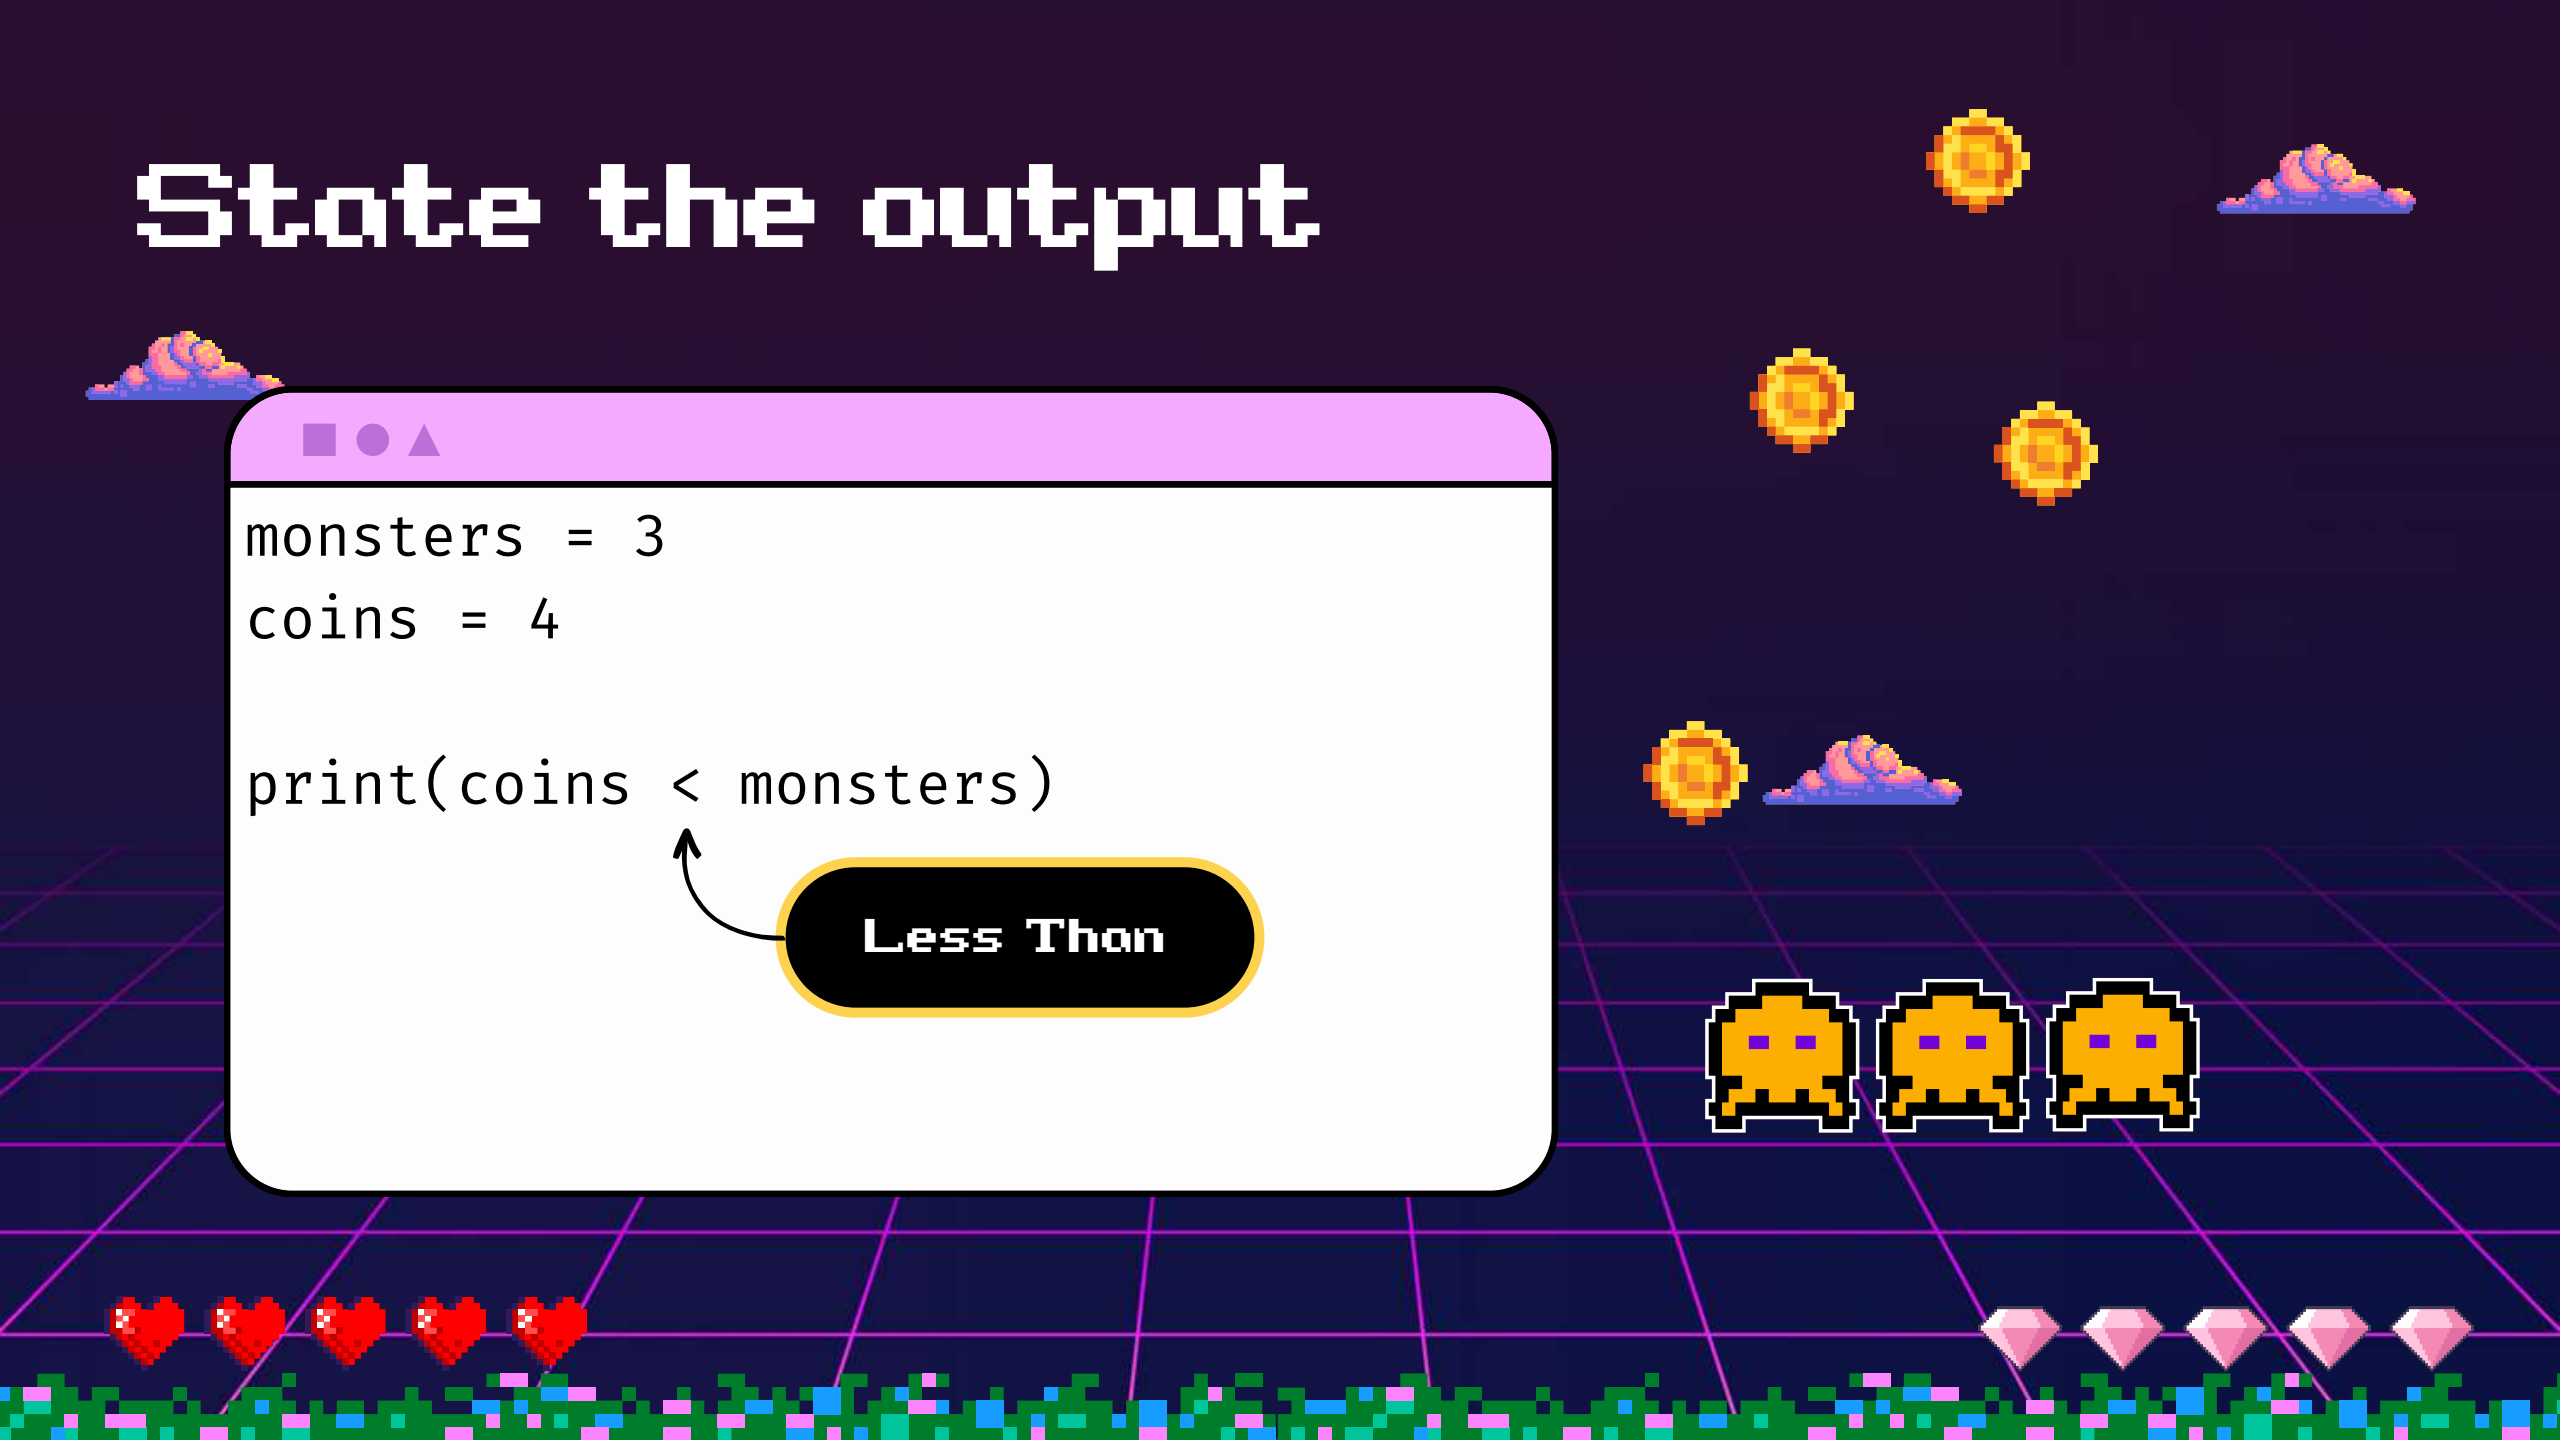 State the output
monsters = 3
coins = 4
print(coins < monsters)
Less Than